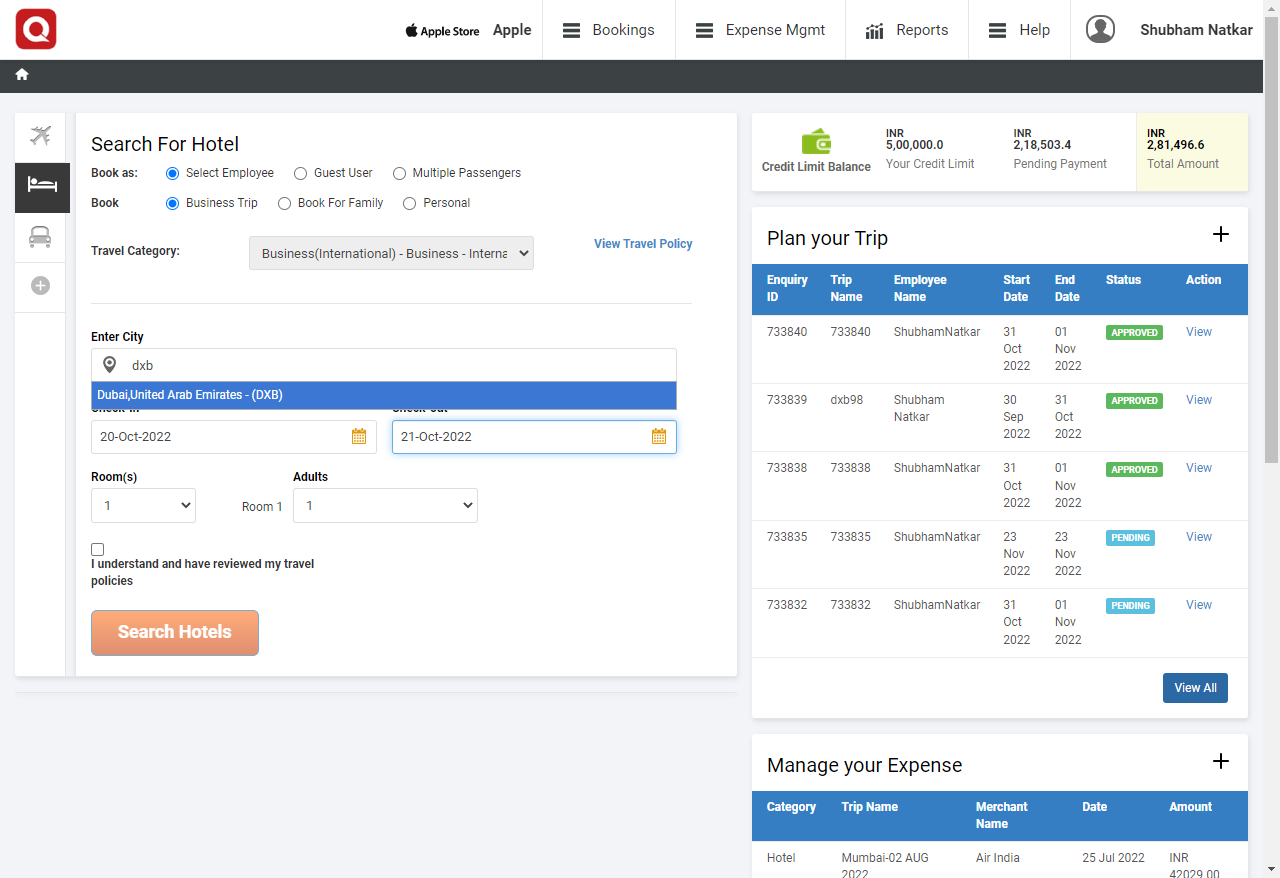 Q
Apple Store
Apple
Bookings
Expense Mgmt
Reports
Help
Shubham Natkar
Search For Hotel
Book as:
Select Employee
Guest User
Multiple Passengers
Book
Business Trip
Book For Family
Personal
Travel Category:
Business(International) - Business - Interna
View Travel Policy
Enter City
dxb
Dubai,United Arab Emirates - (DXB)
Check-in
Check-out
20-Oct-2022
21-Oct-2022
Room(s)
Adults
1
Room 1
1
I understand and have reviewed my travel
policies
Search Hotels
Credit Limit Balance
INR
5,00,000.0
Your Credit Limit
INR
2,18,503.4
Pending Payment
INR
2,81,496.6
Total Amount
Plan your Trip
Enquiry ID
Trip Name
Employee Name
Start Date
End Date
Status
Action
733840
733840
ShubhamNatkar
31 Oct 2022
01 Nov 2022
APPROVED
View
733839
dxb98
Shubham Natkar
30 Sep 2022
31 Oct 2022
APPROVED
View
733838
733838
ShubhamNatkar
31 Oct 2022
01 Nov 2022
APPROVED
View
733835
733835
ShubhamNatkar
23 Nov 2022
23 Nov 2022
PENDING
View
733832
733832
ShubhamNatkar
31 Oct 2022
01 Nov 2022
PENDING
View
View All
Manage your Expense
Category
Trip Name
Merchant Name
Date
Amount
Hotel
Mumbai-02 AUG 2022
Air India
25 Jul 2022
INR 42029.00